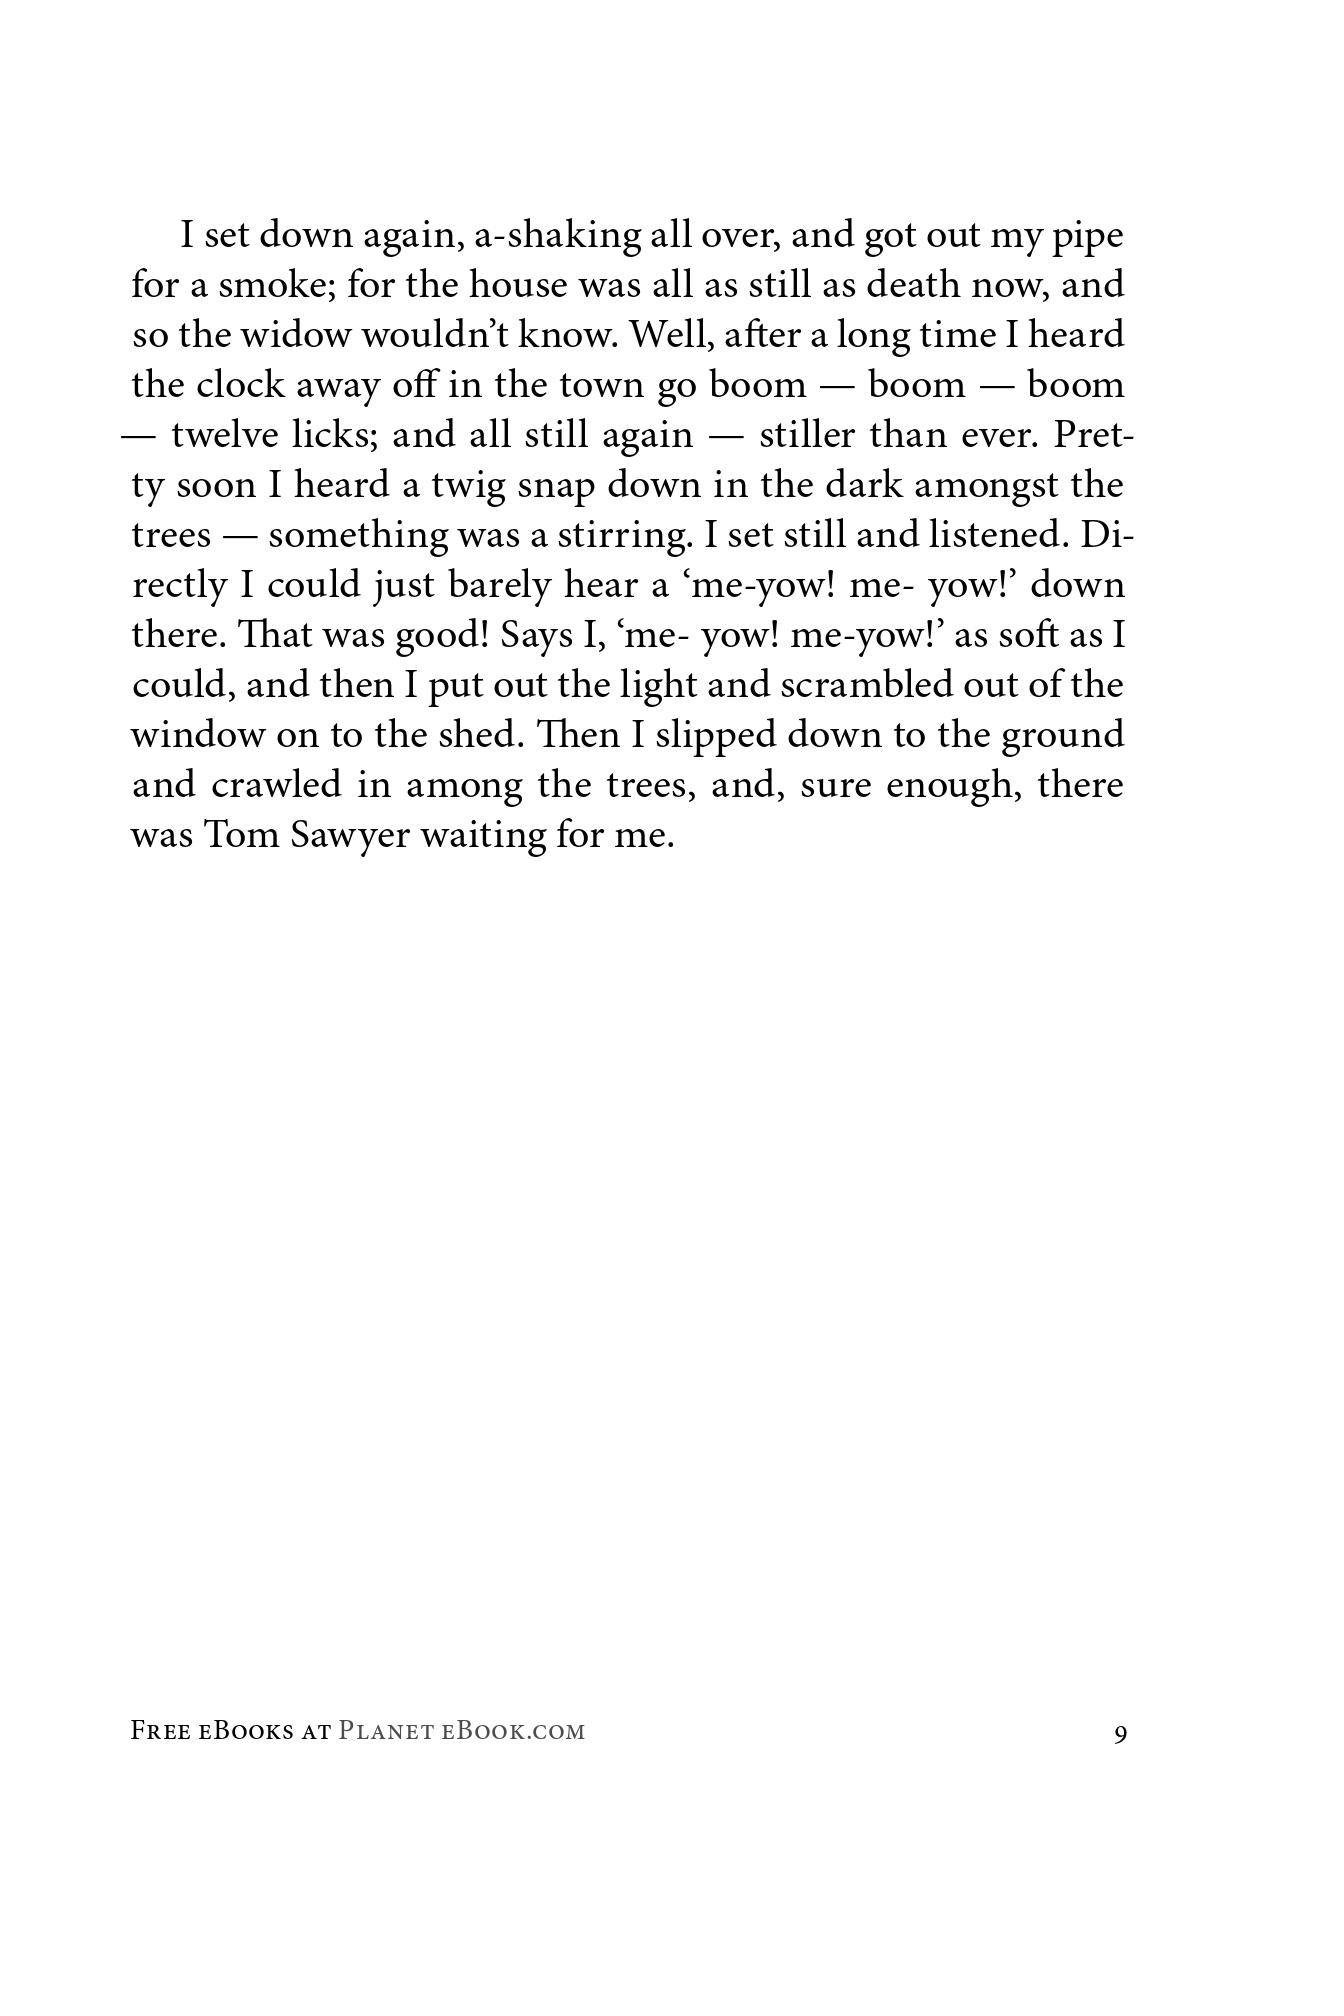 I set down again, a-shaking all over, and got out my pipe
for a smoke; for the house was all as still as death now, and
so the widow wouldn’t know. Well, after a long time I heard
the clock away off in the town go boom — boom — boom
— twelve licks; and all still again — stiller than ever. Pret-
ty soon I heard a twig snap down in the dark amongst the
trees — something was a stirring. I set still and listened. Di-
rectly I could just barely hear a ‘me-yow! me- yow!’ down
there. That was good! Says I, ‘me- yow! me-yow!’ as soft as I
could, and then I put out the light and scrambled out of the
window on to the shed. Then I slipped down to the ground
and crawled in among the trees, and, sure enough, there
was Tom Sawyer waiting for me.
Free eBooks at Planet eBook.com 9